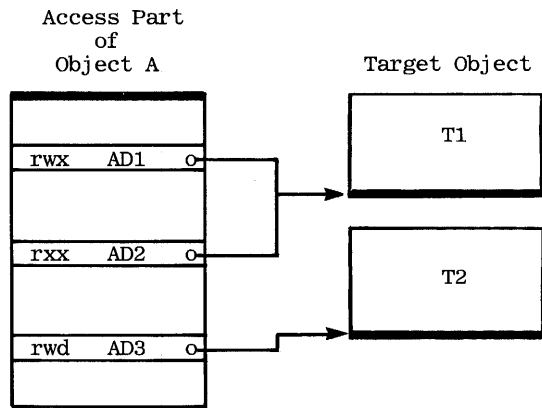 Access Part
of
Object A
Target Object
T1
rwx AD1
rxx AD2
T2
rwd AD3